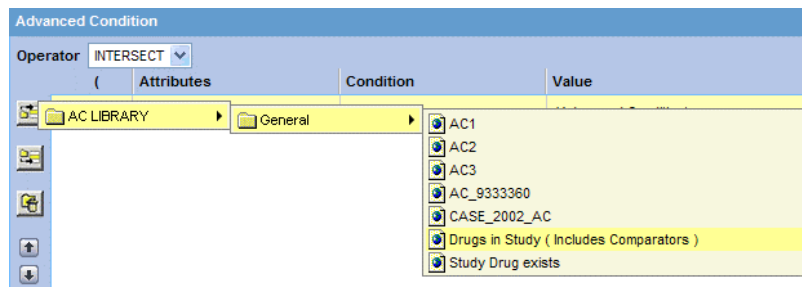 Advanced Condition
Operator INTERSECT
( Attributes Condition Value
AC LIBRARY
General
AC1
AC2
AC3
AC_9333360
CASE_2002_AC
Drugs in Study ( Includes Comparators )
Study Drug exists